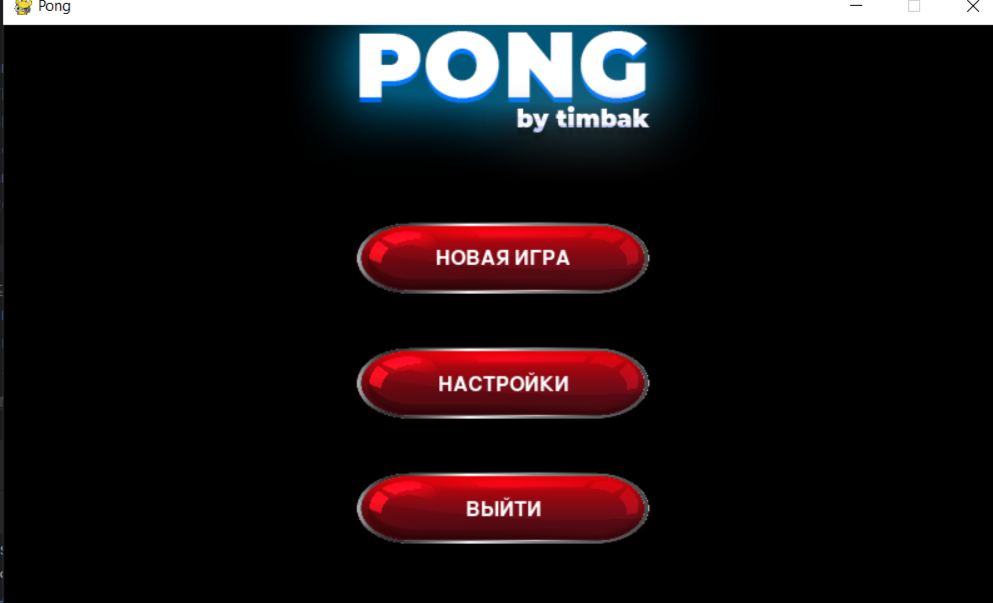 Pong
PONG
by timbak
НОВАЯ ИГРА
НАСТРОЙКИ
ВЫЙТИ